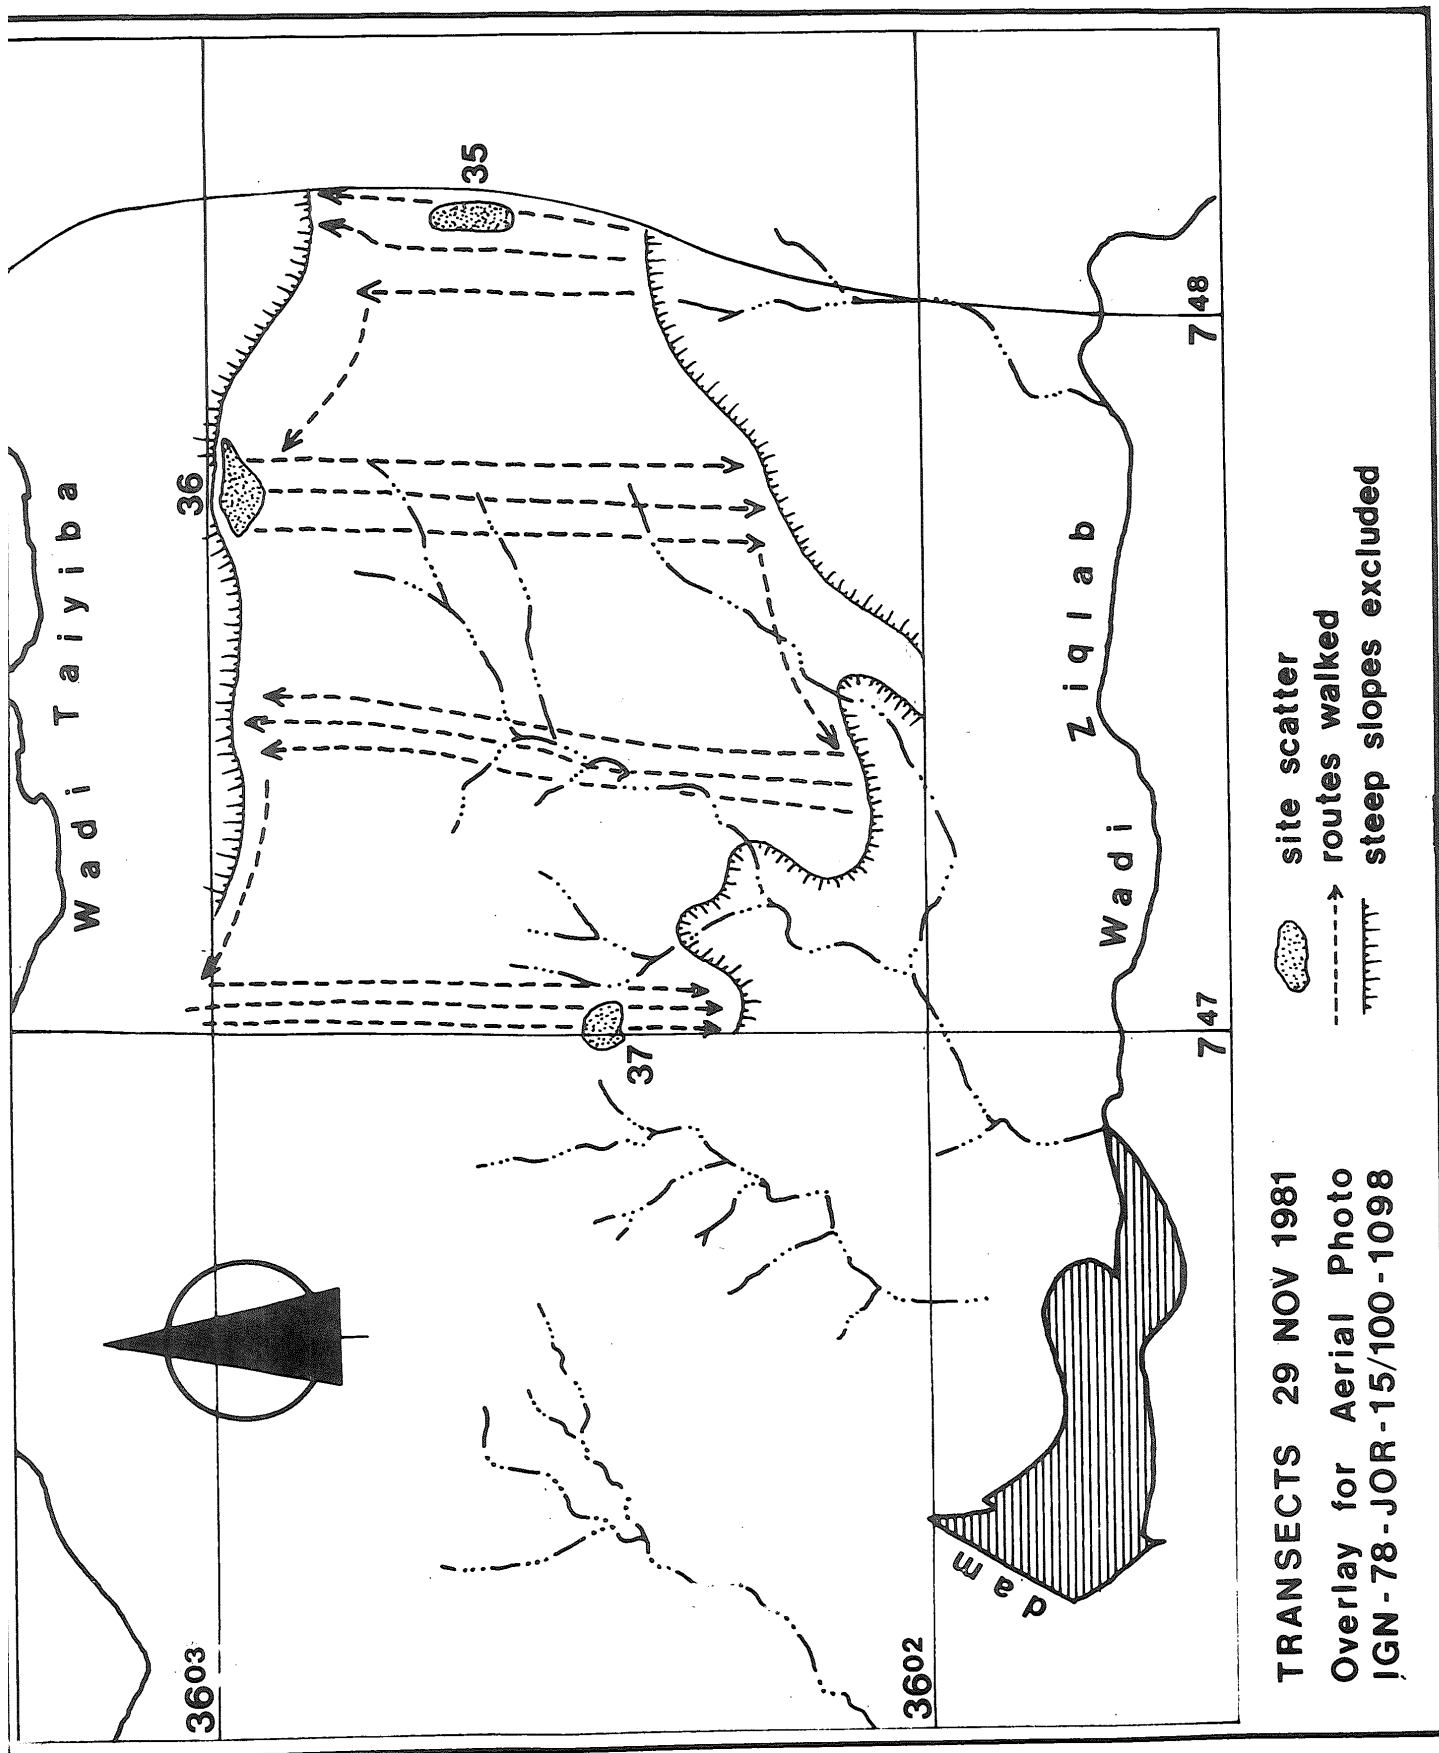 Wadi Taiyiba
36⁰³
36
35
37
36⁰²
dam
Wadi Ziqlab
7⁴⁷
7⁴⁸
TRANSECTS 29 NOV 1981
Overlay for Aerial Photo
IGN-78-JOR-15/100-1098
site scatter
routes walked
steep slopes excluded